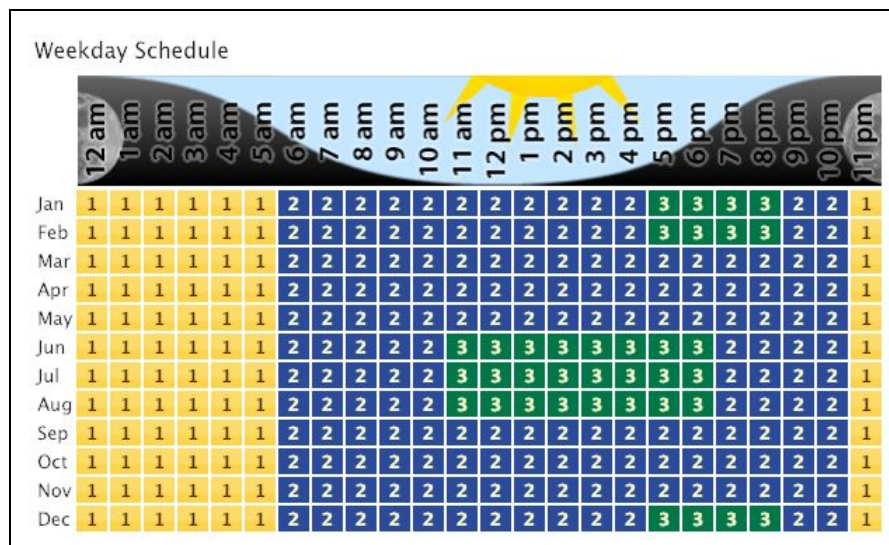 Weekday Schedule
12 am 1 am 2am 3 am 4 am 5 am 6 am 7 am 8 am 9 am 10 am 11 am 12 pm 1 pm 2pm 3 pm 4 pm 5 pm 6pm 7 pm 8pm 9 pm 10 pm 11 pm
Jan 1 1 1 1 1 1 2 2 2 2 2 2 2 2 2 2 2 3 3 3 3 2 2 1
Feb 1 1 1 1 1 1 2 2 2 2 2 2 2 2 2 2 2 3 3 3 3 2 2 1
Mar 1 1 1 1 1 1 2 2 2 2 2 2 2 2 2 2 2 2 2 2 2 2 2 1
Apr 1 1 1 1 1 1 2 2 2 2 2 2 2 2 2 2 2 2 2 2 2 2 2 1
May 1 1 1 1 1 1 2 2 2 2 2 2 2 2 2 2 2 2 2 2 2 2 2 1
Jun 1 1 1 1 1 1 2 2 2 2 2 3 3 3 3 3 3 3 3 2 2 2 2 1
Jul 1 1 1 1 1 1 2 2 2 2 2 3 3 3 3 3 3 3 3 2 2 2 2 1
Aug 1 1 1 1 1 1 2 2 2 2 2 3 3 3 3 3 3 3 3 2 2 2 2 1
Sep 1 1 1 1 1 1 2 2 2 2 2 2 2 2 2 2 2 2 2 2 2 2 2 1
Oct 1 1 1 1 1 1 2 2 2 2 2 2 2 2 2 2 2 2 2 2 2 2 2 1
Nov 1 1 1 1 1 1 2 2 2 2 2 2 2 2 2 2 2 2 2 2 2 2 2 1
Dec 1 1 1 1 1 1 2 2 2 2 2 2 2 2 2 2 2 3 3 3 3 2 2 1